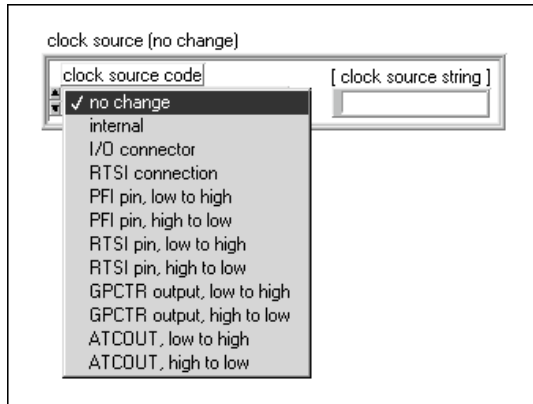 clock source (no change)
clock source code
[ clock source string ]
✓ no change
internal
I/O connector
RTSI connection
PFI pin, low to high
PFI pin, high to low
RTSI pin, low to high
RTSI pin, high to low
GPCTR output, low to high
GPCTR output, high to low
ATCOUT, low to high
ATCOUT, high to low